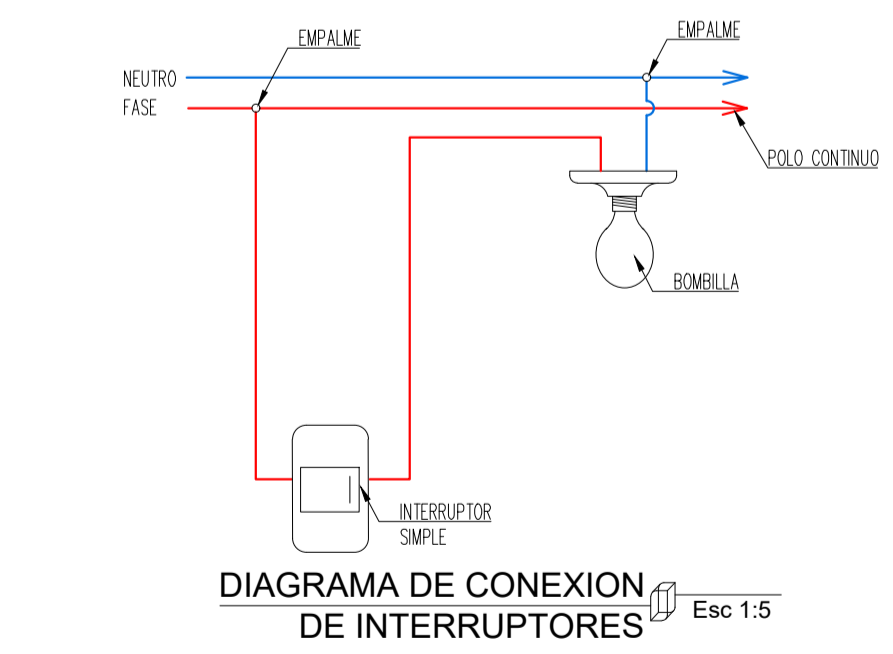 EMPALME
EMPALME
NEUTRO
FASE
POLO CONTINUO
BOMBILLA
INTERRUPTOR
SIMPLE
DIAGRAMA DE CONEXION
DE INTERRUPTORES
Esc 1:5